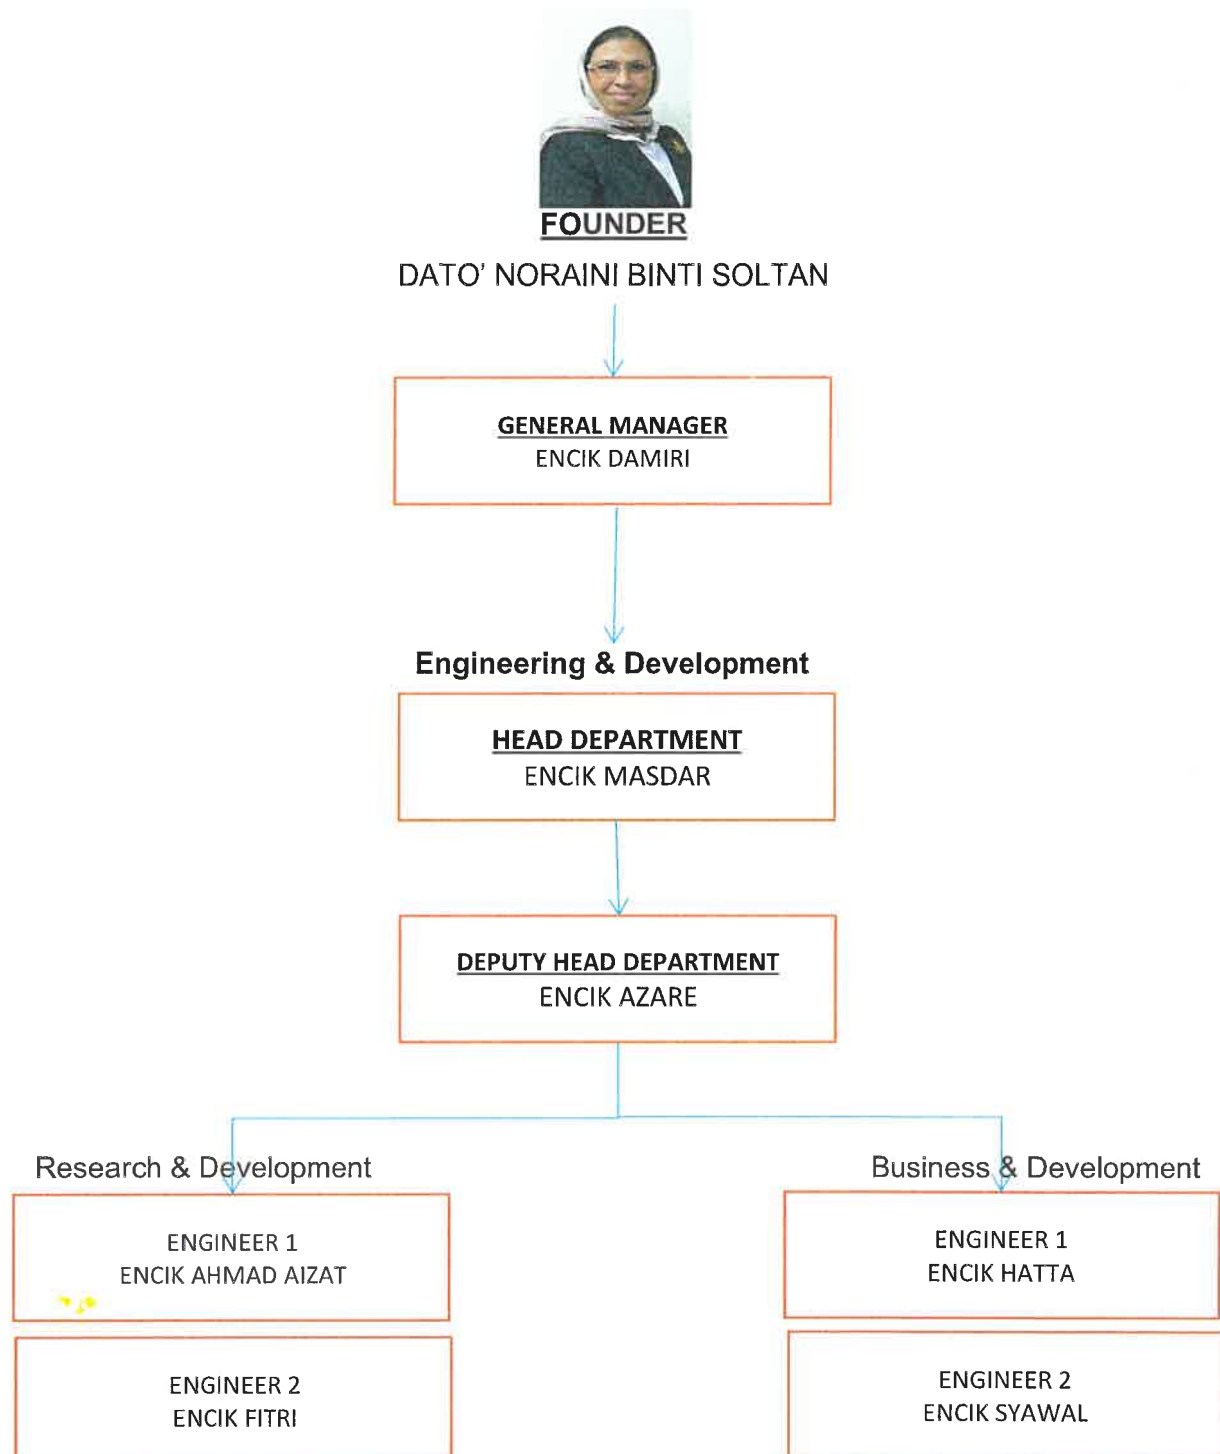 FOUNDER
DATO’ NORAINI BINTI SOLTAN
GENERAL MANAGER
ENCIK DAMIRI
Engineering & Development
HEAD DEPARTMENT
ENCIK MASDAR
DEPUTY HEAD DEPARTMENT
ENCIK AZARE
Research & Development
ENGINEER 1
ENCIK AHMAD AIZAT
ENGINEER 2
ENCIK FITRI
Business & Development
ENGINEER 1
ENCIK HATTA
ENGINEER 2
ENCIK SYAWAL